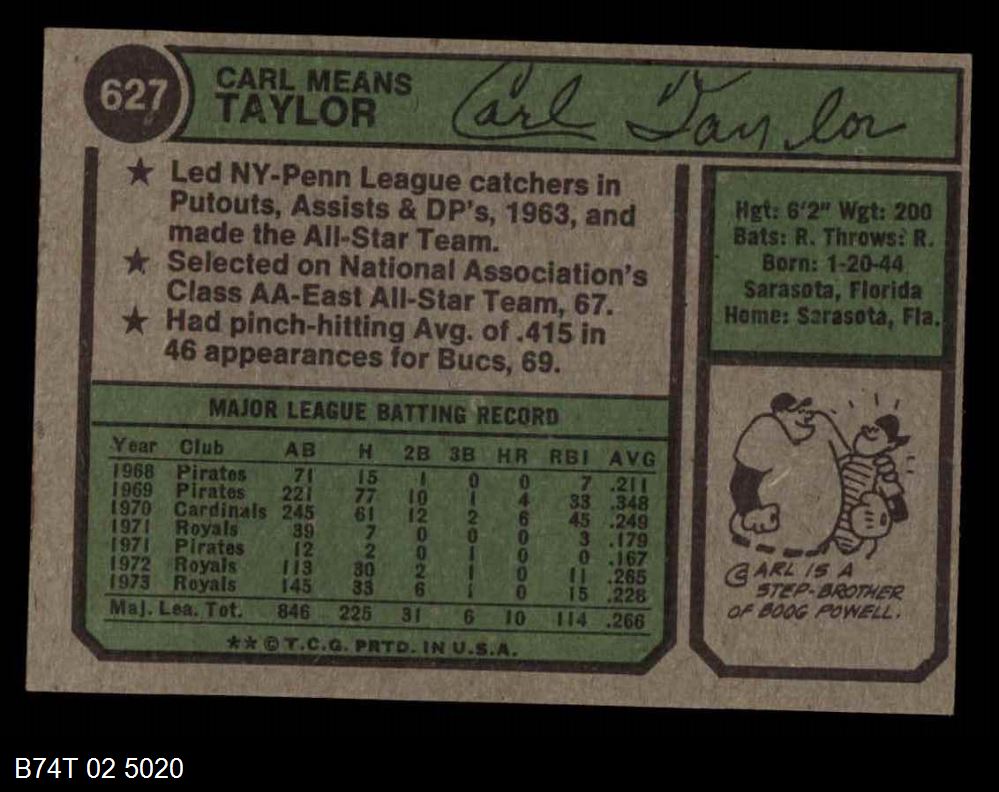 627
CARL MEANS
TAYLOR
Carl Taylor
★ Led NY-Penn League catchers in
Putouts, Assists & DP's, 1963, and
made the All-Star Team.
★ Selected on National Association's
Class AA-East All-Star Team, 67.
★ Had pinch-hitting Avg. of .415 in
46 appearances for Bucs, 69.
Hgt: 6'2" Wgt: 200
Bats: R. Throws: R.
Born: 1-20-44
Sarasota, Florida
Home: Sarasota, Fla.
MAJOR LEAGUE BATTING RECORD
Year Club AB H 2B 3B HR RBI AVG
1968 Pirates 71 15 1 0 0 7 .211
1969 Pirates 221 77 10 1 4 33 .348
1970 Cardinals 245 61 12 2 6 45 .249
1971 Royals 39 7 0 0 0 3 .179
1971 Pirates 12 2 0 1 0 0 .167
1972 Royals 113 30 2 1 0 11 .265
1973 Royals 145 33 6 1 0 15 .228
Maj. Lea. Tot. 846 225 31 6 10 114 .266
★★ © T.C.G. PRTD. IN U.S.A.
CARL IS A
STEP-BROTHER
OF BOOG POWELL.
B74T 02 5020